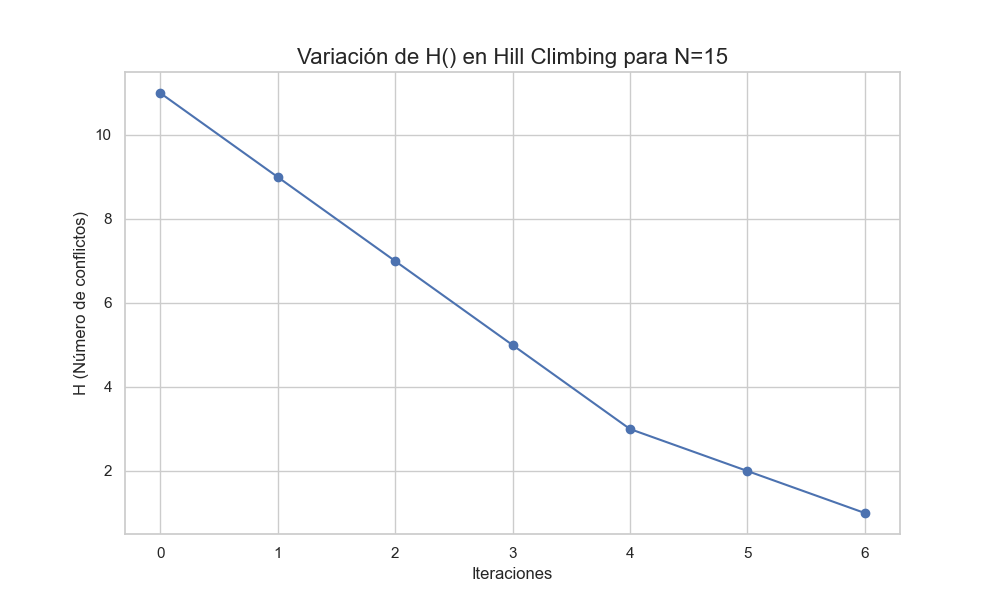 Variación de H() en Hill Climbing para N=15
H (Número de conflictos)
10
8
6
4
2
0 1 2 3 4 5 6
Iteraciones